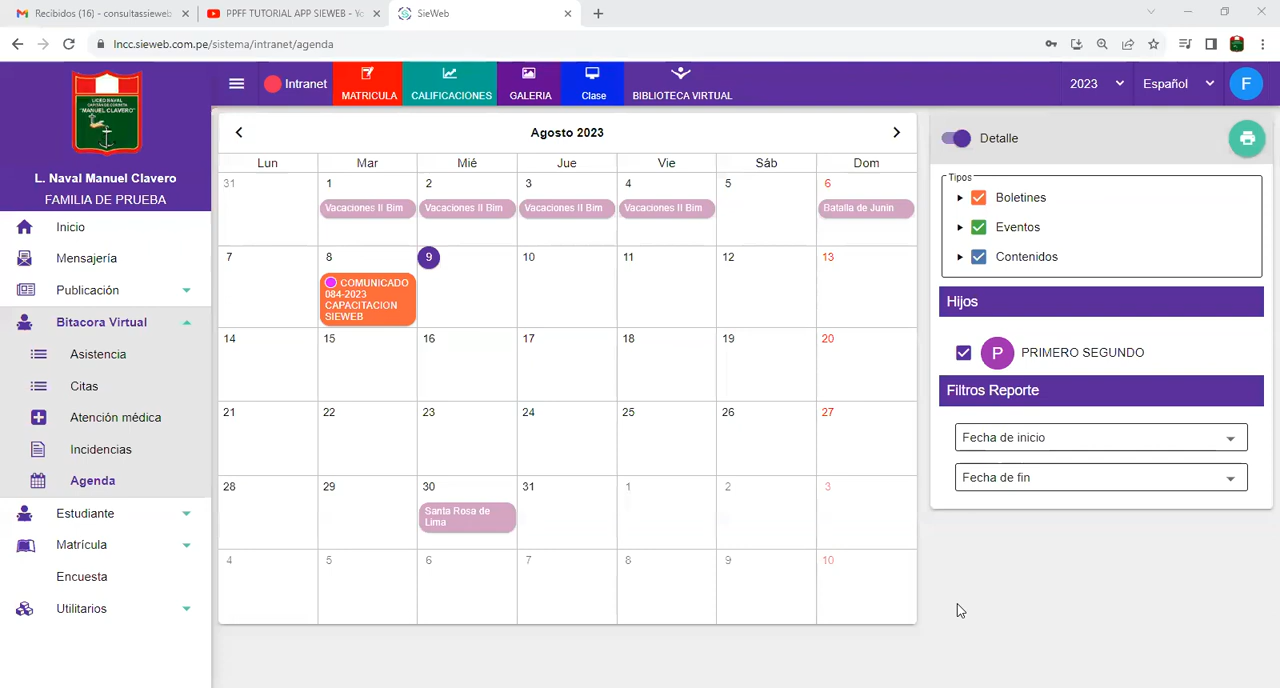 Recibidos (16) - consultassieweb
PPFF TUTORIAL APP SIEWEB - Yo
SieWeb
lncc.sieweb.com.pe/sistema/intranet/agenda
LICEO NAVAL
"MANUEL CLAVERO"
L. Naval Manuel Clavero
FAMILIA DE PRUEBA
Intranet
MATRICULA
CALIFICACIONES
GALERIA
Clase
BIBLIOTECA VIRTUAL
2023
Español
F
Inicio
Mensajería
Publicación
Bitacora Virtual
Asistencia
Citas
Atención médica
Incidencias
Agenda
Estudiante
Matrícula
Encuesta
Utilitarios
Agosto 2023
Lun Mar Mié Jue Vie Sáb Dom
31 1 2 3 4 5 6
Vacaciones II Bim Vacaciones II Bim Vacaciones II Bim Vacaciones II Bim Batalla de Junin
7 8 9 10 11 12 13
COMUNICADO
084-2023
CAPACITACION
SIEWEB
14 15 16 17 18 19 20
21 22 23 24 25 26 27
28 29 30 31 1 2 3
Santa Rosa de
Lima
4 5 6 7 8 9 10
Detalle
Tipos
Boletines
Eventos
Contenidos
Hijos
P PRIMERO SEGUNDO
Filtros Reporte
Fecha de inicio
Fecha de fin